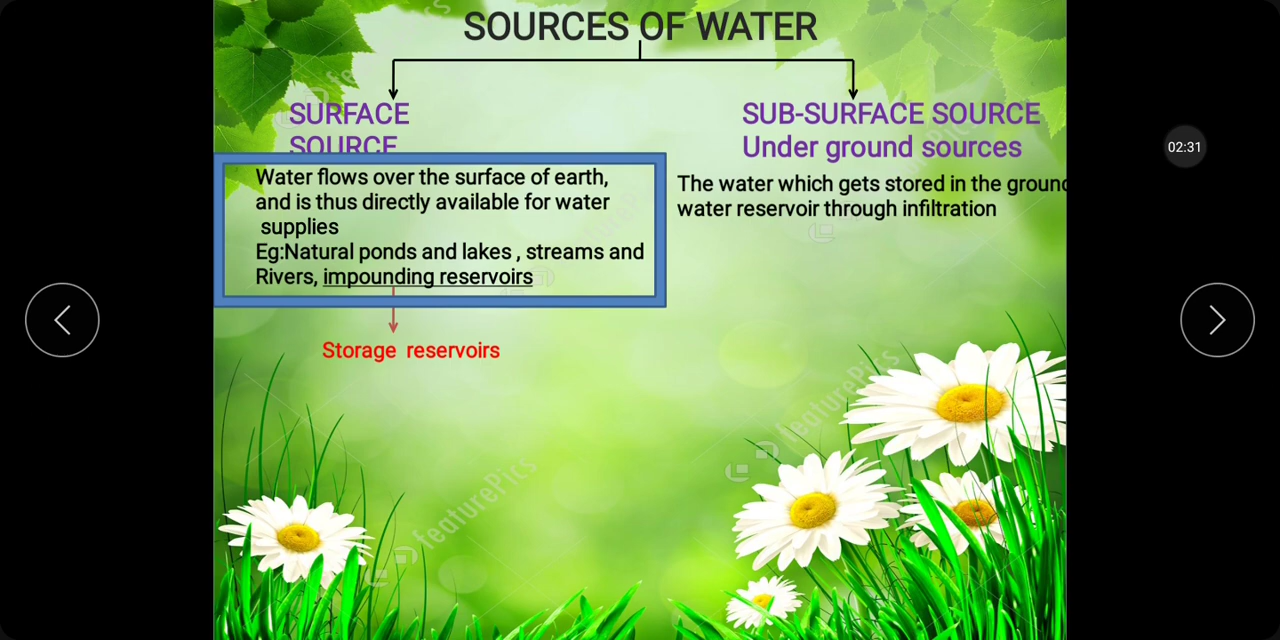 SOURCES OF WATER
SURFACE
SOURCE
Water flows over the surface of earth,
and is thus directly available for water
supplies
Eg:Natural ponds and lakes , streams and
Rivers, impounding reservoirs
Storage reservoirs
SUB-SURFACE SOURCE
Under ground sources
The water which gets stored in the ground
water reservoir through infiltration
02:31
featurePics
featurePics